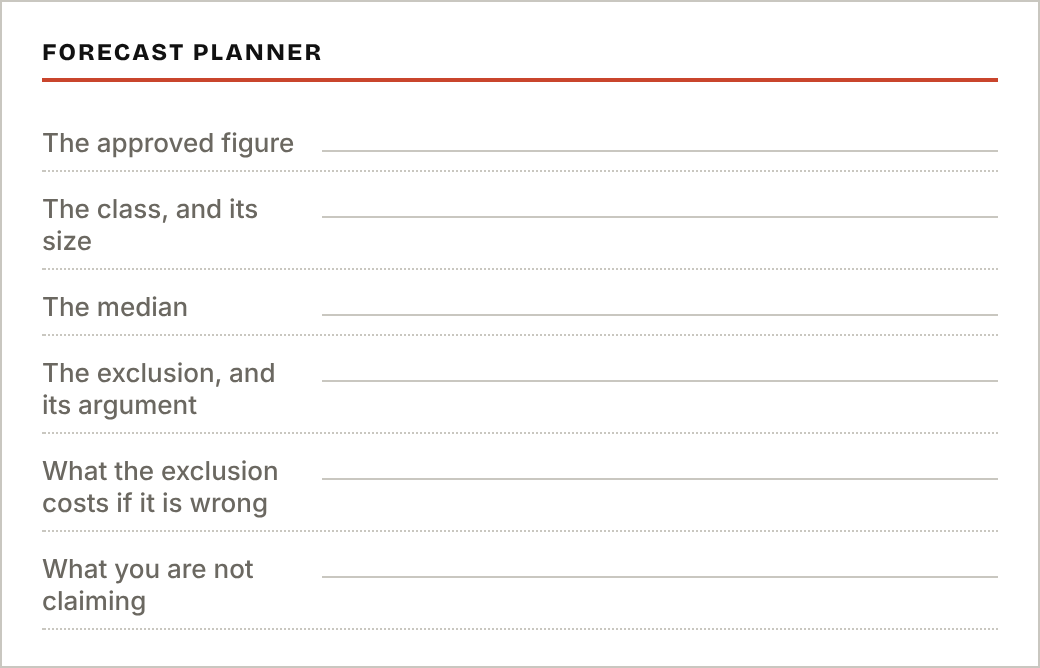 FORECAST PLANNER
The approved figure
The class, and its
size
The median
The exclusion, and
its argument
What the exclusion
costs if it is wrong
What you are not
claiming